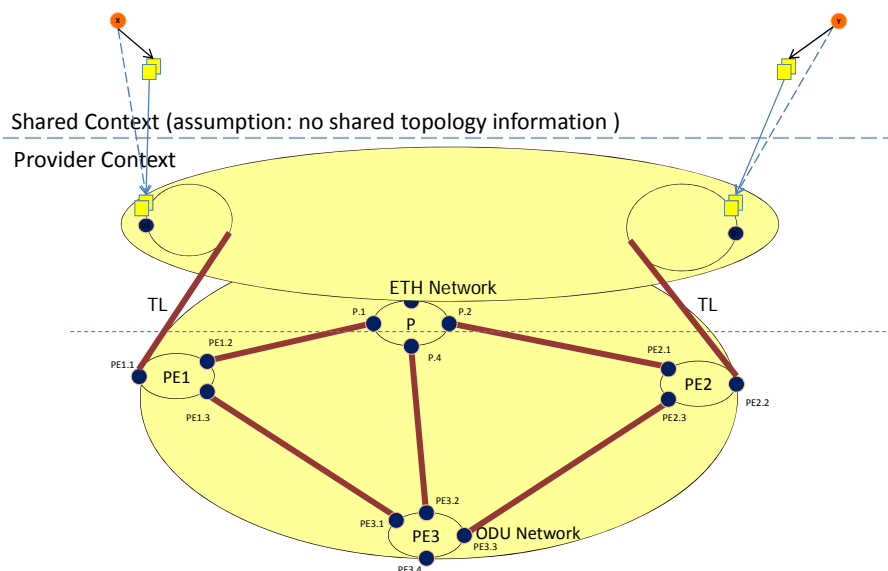 X
Y
Shared Context (assumption: no shared topology information )
Provider Context
ETH Network
TL
TL
P.1
P
P.2
PE1.2
P.4
PE2.1
PE1.1
PE1
PE2
PE1.3
PE2.3
PE2.2
PE3.2
PE3.1
PE3
ODU Network
PE3.3
PE3.4